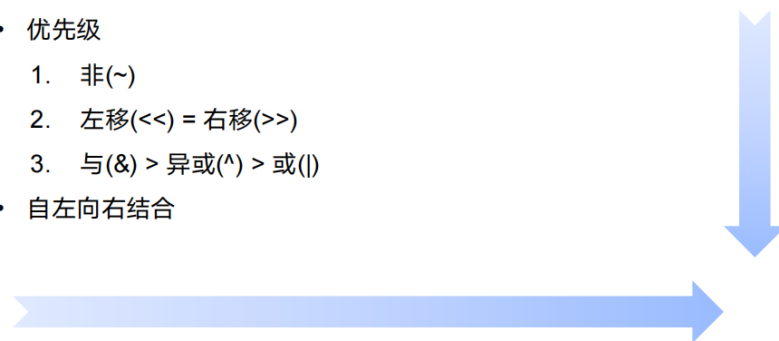 • 优先级
1. 非(~)
2. 左移(<<) = 右移(>>)
3. 与(&) > 异或(^) > 或(|)
• 自左向右结合